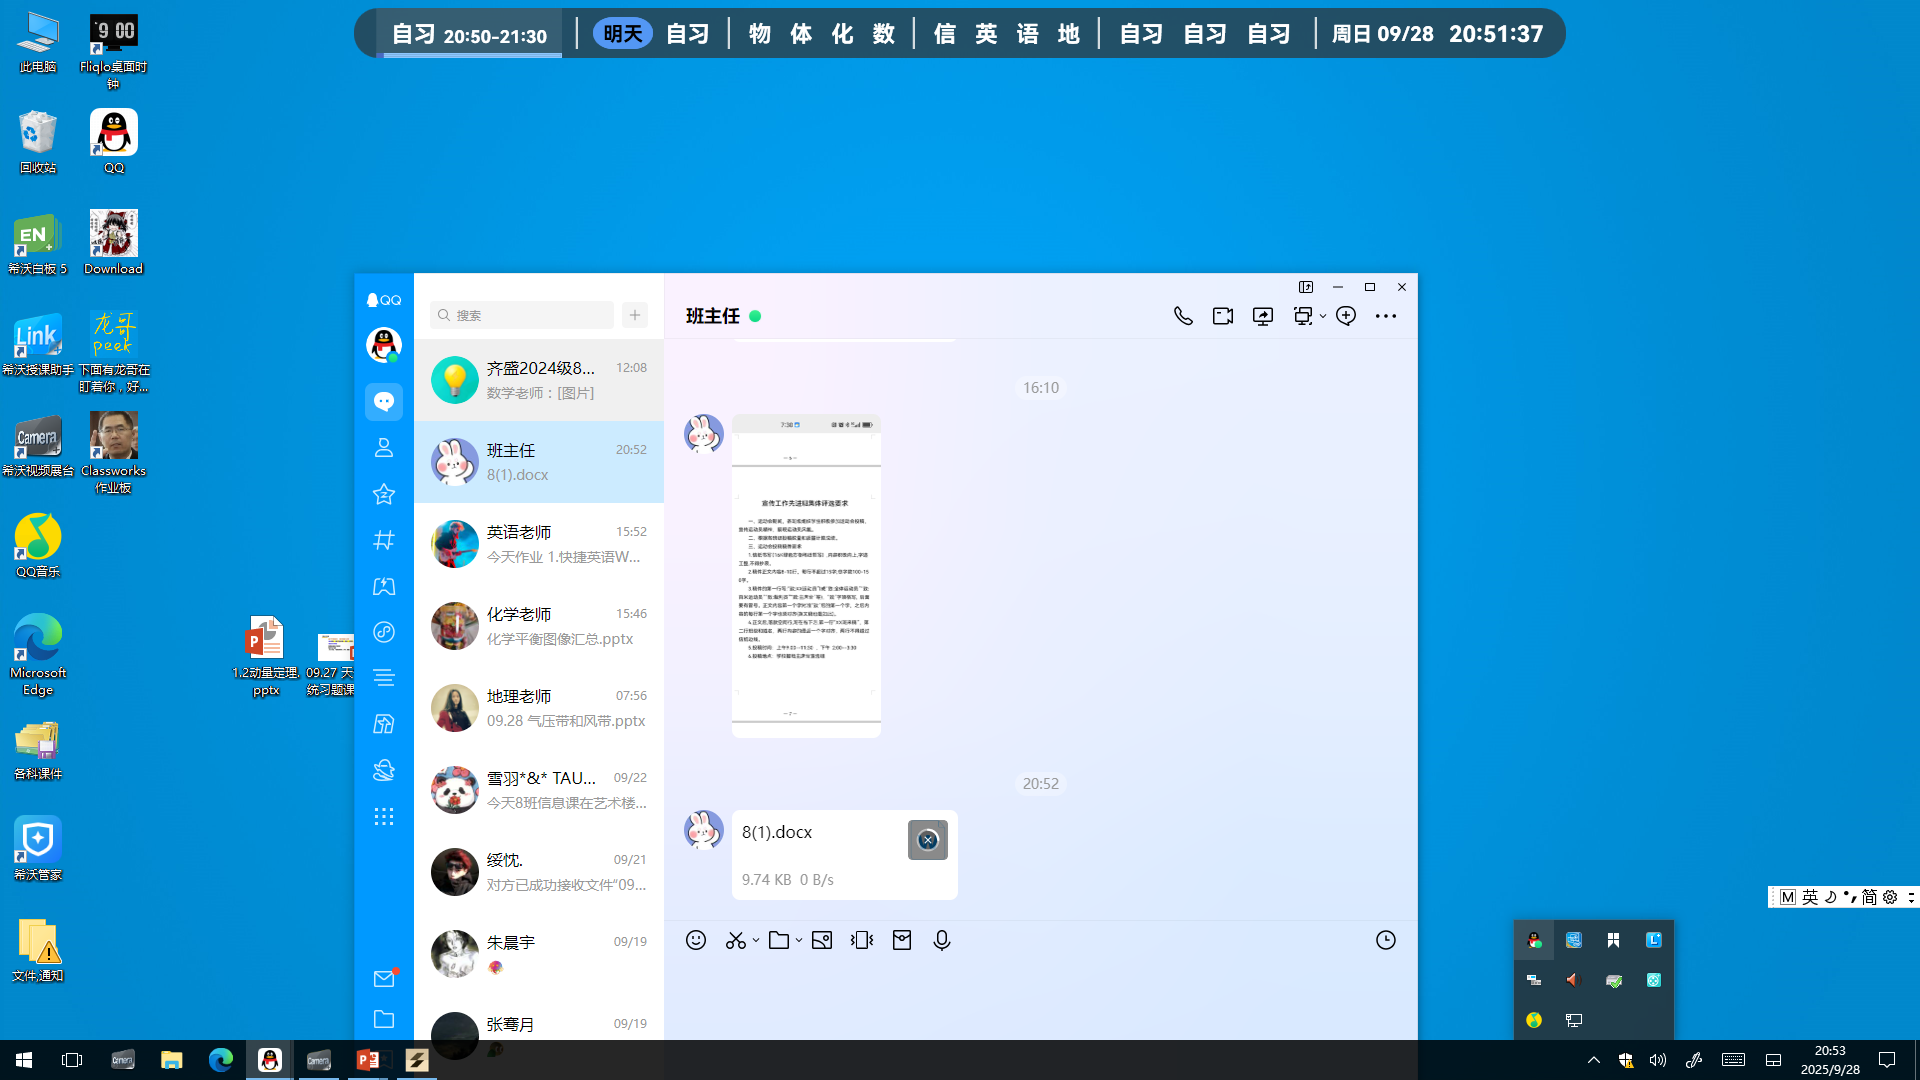 自习 20:50-21:30 | 明天 自习 | 物 体 化 数 | 信 英 语 地 | 自习 自习 自习 | 周日 09/28 20:51:37
此电脑
9 00
Fliqlo桌面时
钟
回收站
QQ
EN
希沃白板 5
Download
Link
希沃授课助手
龙哥
peek
下面有龙哥在
盯着你，好...
Camera
希沃视频展台
Classworks
作业板
QQ音乐
Microsoft
Edge
各科课件
希沃管家
文件,通知
1.2动量定理.
pptx
09.27 天
统习题课
QQ
搜索
齐盛2024级8...
12:08
数学老师：[图片]
班主任
20:52
8(1).docx
英语老师
15:52
今天作业 1.快捷英语W...
化学老师
15:46
化学平衡图像汇总.pptx
地理老师
07:56
09.28 气压带和风带.pptx
雪羽*&* TAU...
09/22
今天8班信息课在艺术楼...
绥忱.
09/21
对方已成功接收文件“09...
朱晨宇
09/19
张骞月
09/19
班主任
16:10
7:30
宣传工作先进班集体评选要求
20:52
8(1).docx
9.74 KB 0 B/s
M 英 简
20:53
2025/9/28